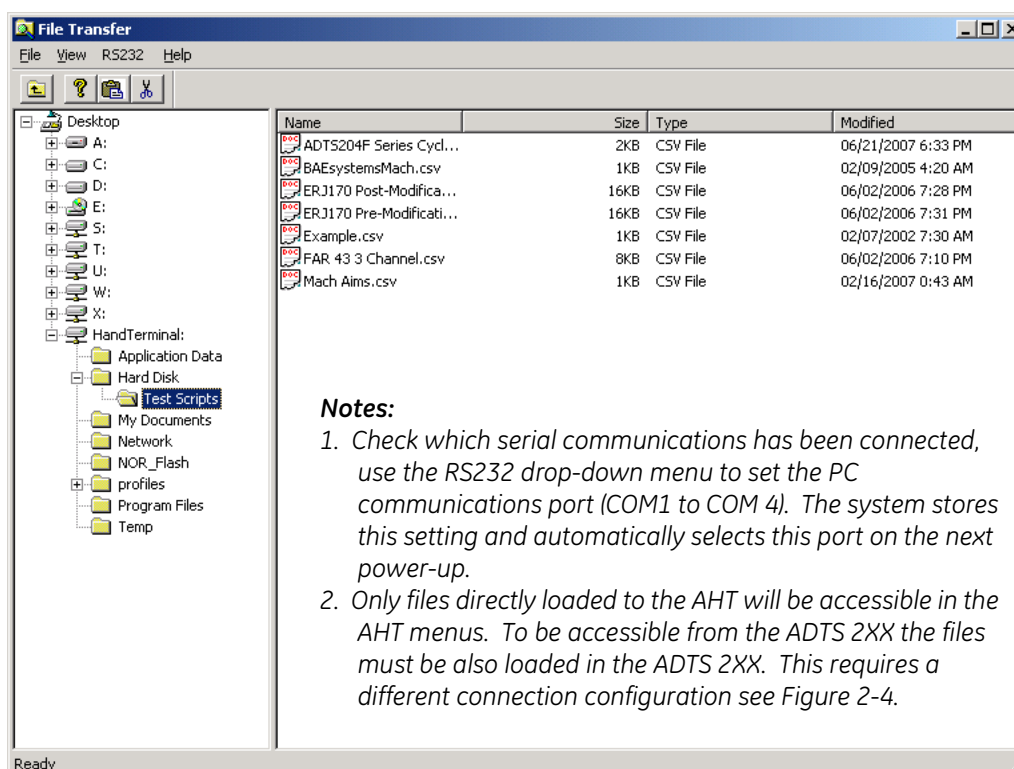 File Transfer
File View RS232 Help
Desktop
A:
C:
D:
E:
S:
T:
U:
W:
X:
HandTerminal:
Application Data
Hard Disk
Test Scripts
My Documents
Network
NOR_Flash
profiles
Program Files
Temp
Name Size Type Modified
ADTS204F Series Cycl... 2KB CSV File 06/21/2007 6:33 PM
BAEsystemsMach.csv 1KB CSV File 02/09/2005 4:20 AM
ERJ170 Post-Modifica... 16KB CSV File 06/02/2006 7:28 PM
ERJ170 Pre-Modificati... 16KB CSV File 06/02/2006 7:31 PM
Example.csv 1KB CSV File 02/07/2002 7:30 AM
FAR 43 3 Channel.csv 8KB CSV File 06/02/2006 7:10 PM
Mach Aims.csv 1KB CSV File 02/16/2007 0:43 AM
Notes:
1. Check which serial communications has been connected,
use the RS232 drop-down menu to set the PC
communications port (COM1 to COM 4). The system stores
this setting and automatically selects this port on the next
power-up.
2. Only files directly loaded to the AHT will be accessible in the
AHT menus. To be accessible from the ADTS 2XX the files
must be also loaded in the ADTS 2XX. This requires a
different connection configuration see Figure 2-4.
Ready